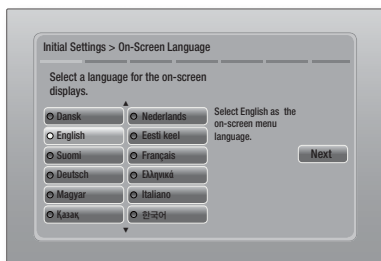 Initial Settings > On-Screen Language
Select a language for the on-screen
displays.
Dansk
English
Suomi
Deutsch
Magyar
Қазақ
Nederlands
Eesti keel
Français
Ελληνικά
Italiano
한국어
Select English as the
on-screen menu
language.
Next